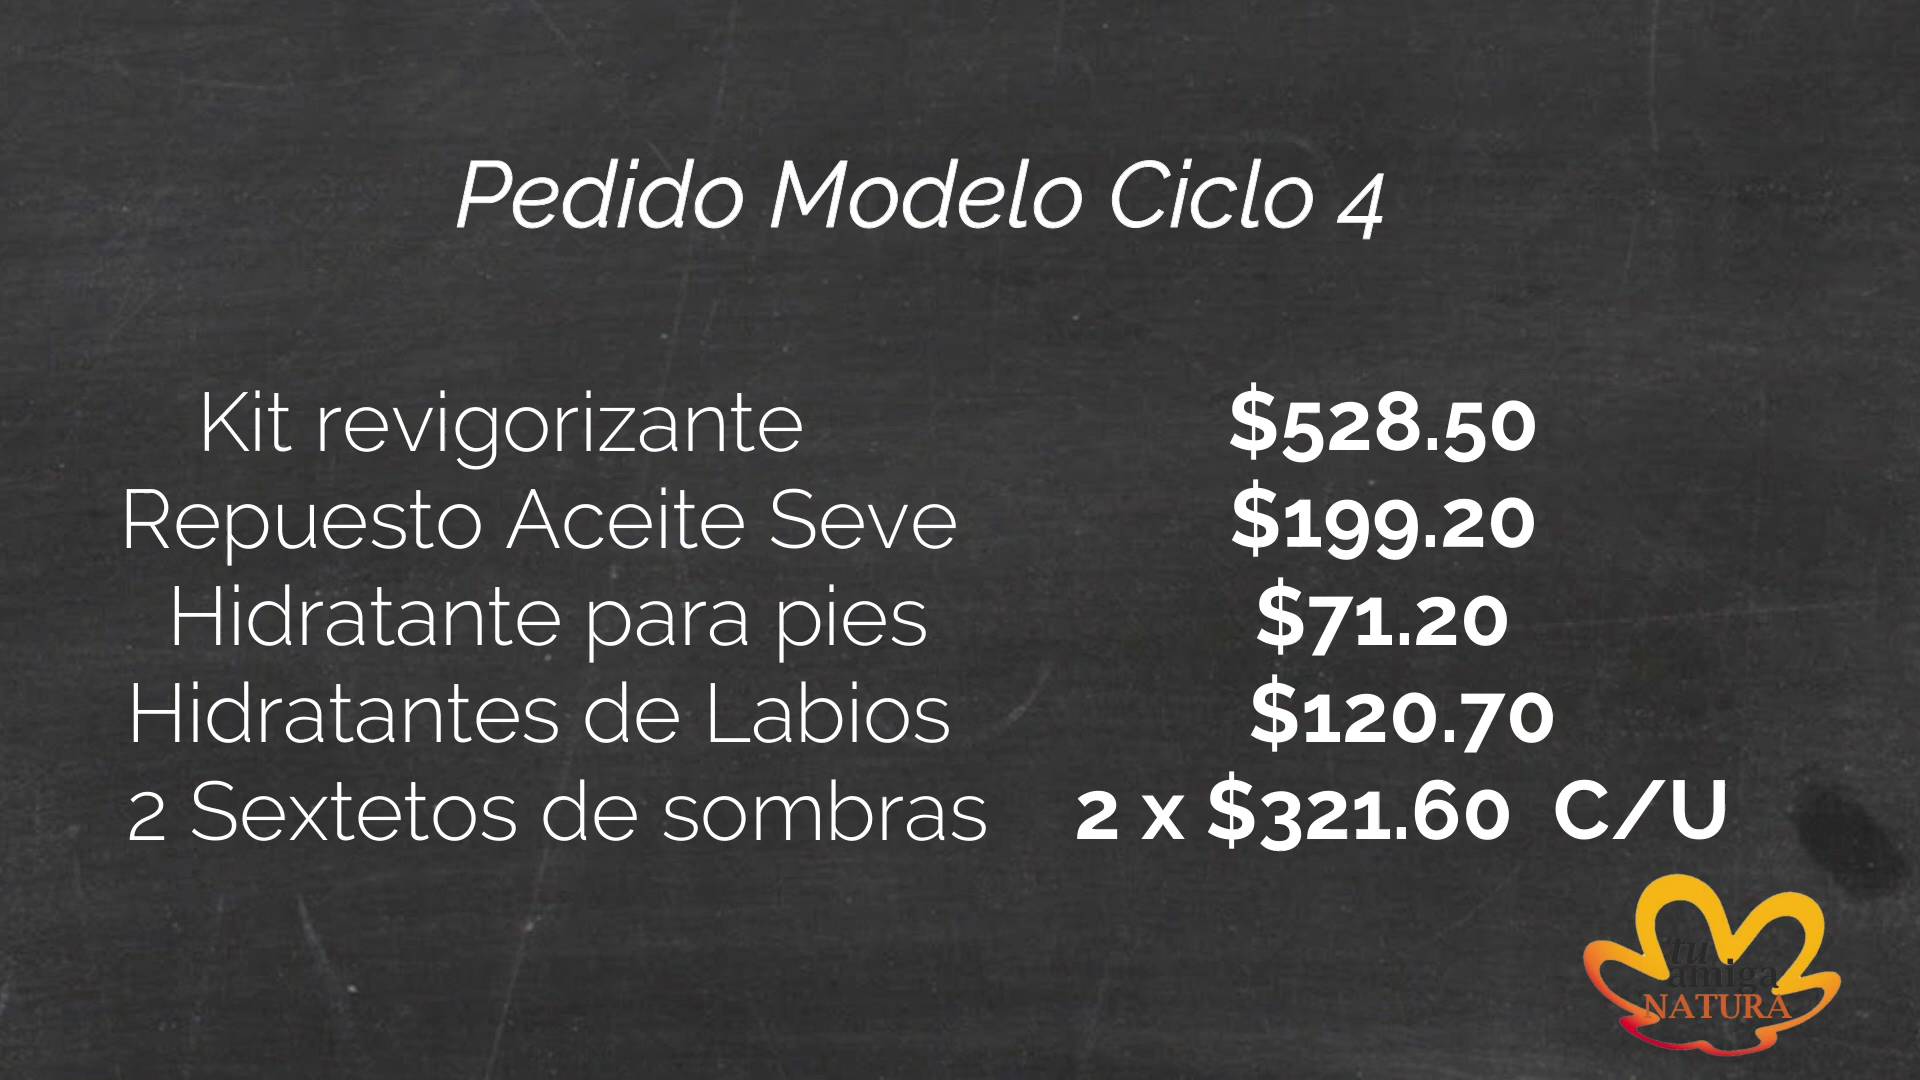 Pedido Modelo Ciclo 4
Kit revigorizante $528.50
Repuesto Aceite Seve $199.20
Hidratante para pies $71.20
Hidratantes de Labios $120.70
2 Sextetos de sombras 2 x $321.60 C/U
tu
amiga
NATURA